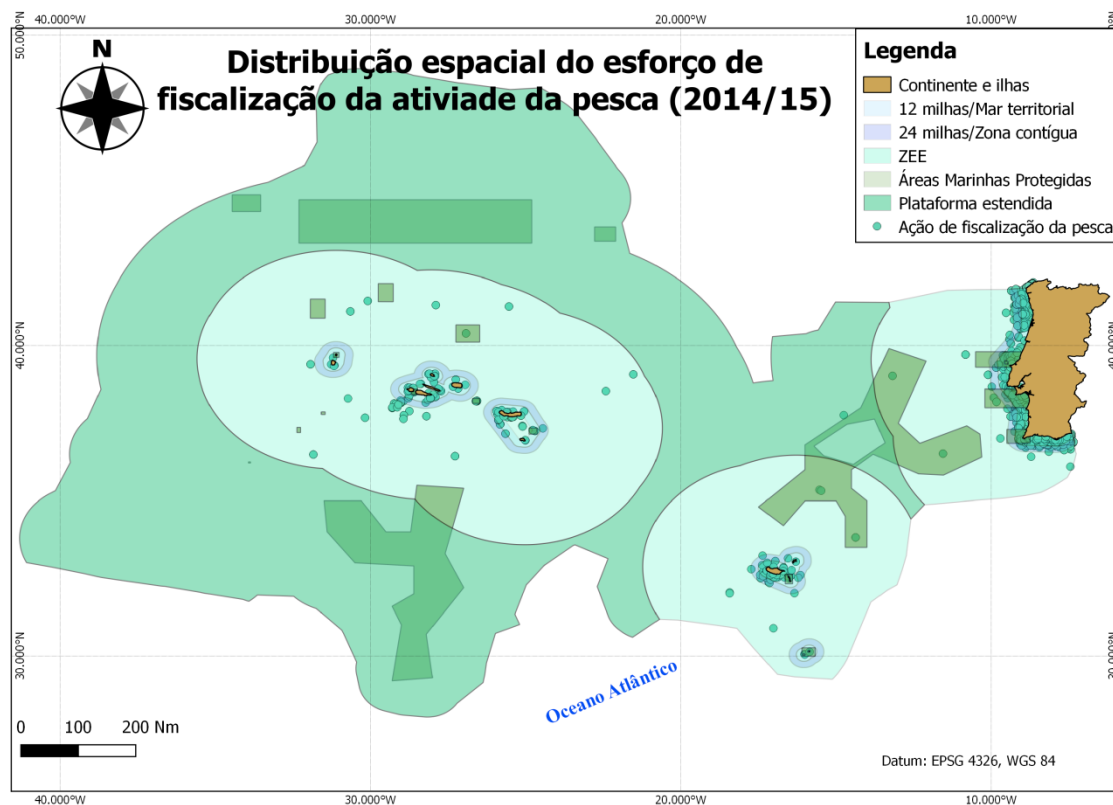 40.000°W 30.000°W 20.000°W 10.000°W
50.000°N
N
Distribuição espacial do esforço de
fiscalização da ativiade da pesca (2014/15)
Legenda
Continente e ilhas
12 milhas/Mar territorial
24 milhas/Zona contígua
ZEE
Áreas Marinhas Protegidas
Plataforma estendida
Ação de fiscalização da pesca
40.000°N
40.000°N
30.000°N
Oceano Atlântico
0 100 200 Nm
Datum: EPSG 4326, WGS 84
40.000°W 30.000°W 20.000°W 10.000°W